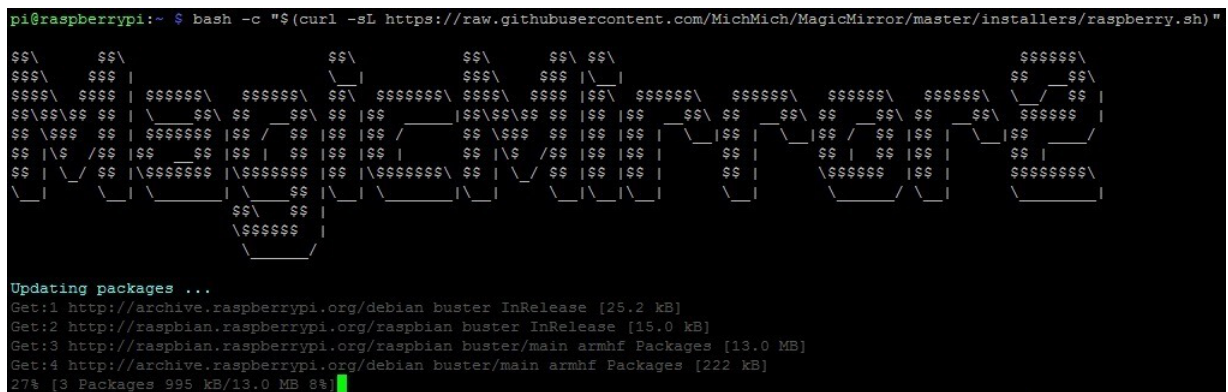 pi@raspberrypi:~ $ bash -c "$(curl -sL https://raw.githubusercontent.com/MichMich/MagicMirror/master/installers/raspberry.sh)"
MagicMirror2
Updating packages ...
Get:1 http://archive.raspberrypi.org/debian buster InRelease [25.2 kB]
Get:2 http://raspbian.raspberrypi.org/raspbian buster InRelease [15.0 kB]
Get:3 http://raspbian.raspberrypi.org/raspbian buster/main armhf Packages [13.0 MB]
Get:4 http://archive.raspberrypi.org/debian buster/main armhf Packages [222 kB]
27% [3 Packages 995 kB/13.0 MB 8%]